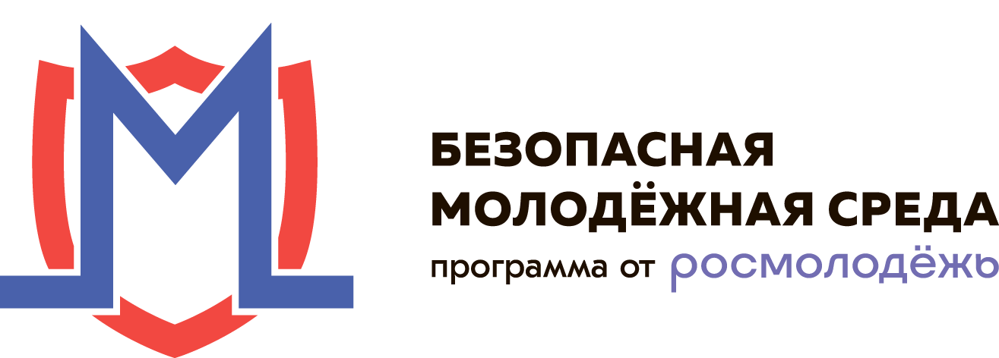 БЕЗОПАСНАЯ
МОЛОДЁЖНАЯ СРЕДА
программа от росмолодёжь